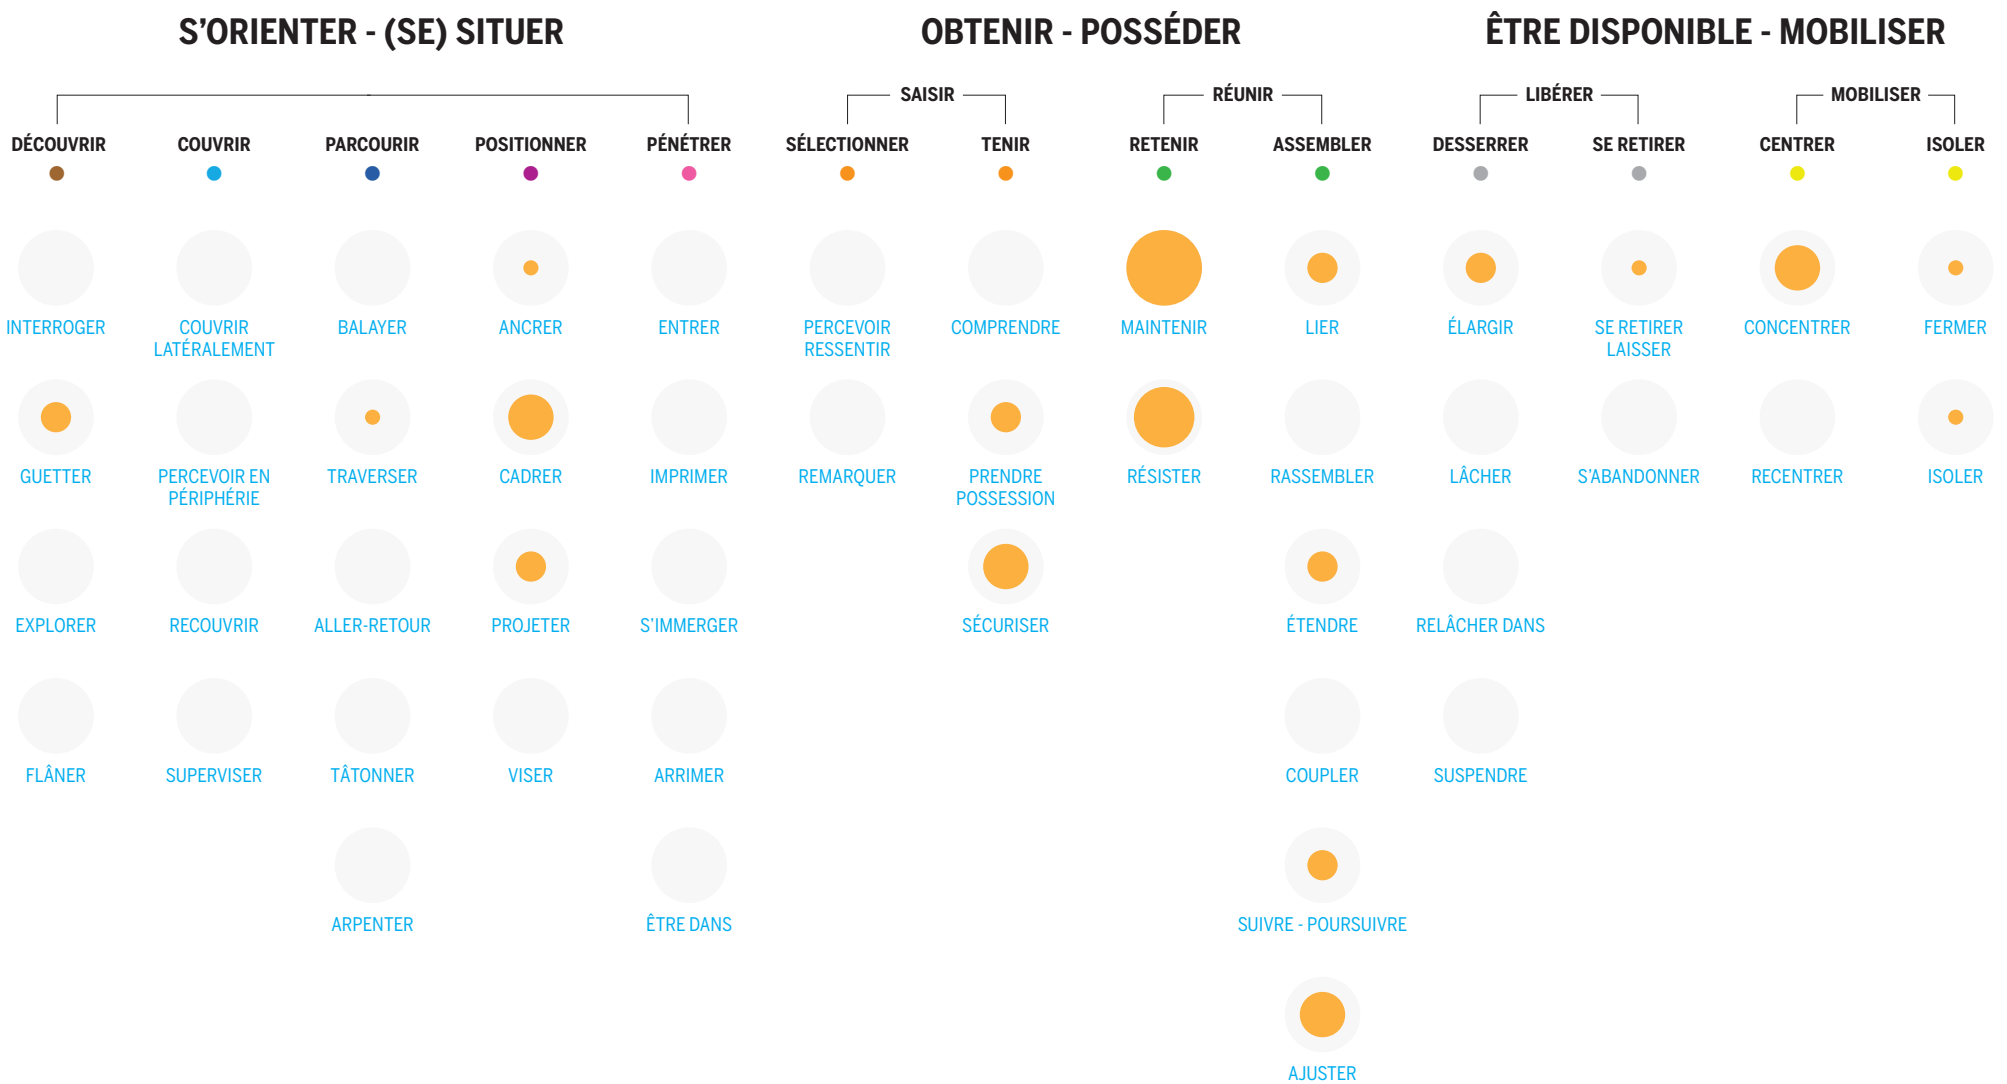 S’ORIENTER - (SE) SITUER
OBTENIR - POSSÉDER
ÊTRE DISPONIBLE - MOBILISER
SAISIR
RÉUNIR
LIBÉRER
MOBILISER
DÉCOUVRIR
COUVRIR
PARCOURIR
POSITIONNER
PÉNÉTRER
SÉLECTIONNER
TENIR
RETENIR
ASSEMBLER
DESSERRER
SE RETIRER
CENTRER
ISOLER
INTERROGER
COUVRIR
LATÉRALEMENT
BALAYER
ANCRER
ENTRER
PERCEVOIR
RESSENTIR
COMPRENDRE
MAINTENIR
LIER
ÉLARGIR
SE RETIRER
LAISSER
CONCENTRER
FERMER
GUETTER
PERCEVOIR EN
PÉRIPHÉRIE
TRAVERSER
CADRER
IMPRIMER
REMARQUER
PRENDRE
POSSESSION
RÉSISTER
RASSEMBLER
LÂCHER
S’ABANDONNER
RECENTRER
ISOLER
EXPLORER
RECOUVRIR
ALLER-RETOUR
PROJETER
S’IMMERGER
SÉCURISER
ÉTENDRE
RELÂCHER DANS
FLÂNER
SUPERVISER
TÂTONNER
VISER
ARRIMER
COUPLER
SUSPENDRE
ARPENTER
ÊTRE DANS
SUIVRE - POURSUIVRE
AJUSTER